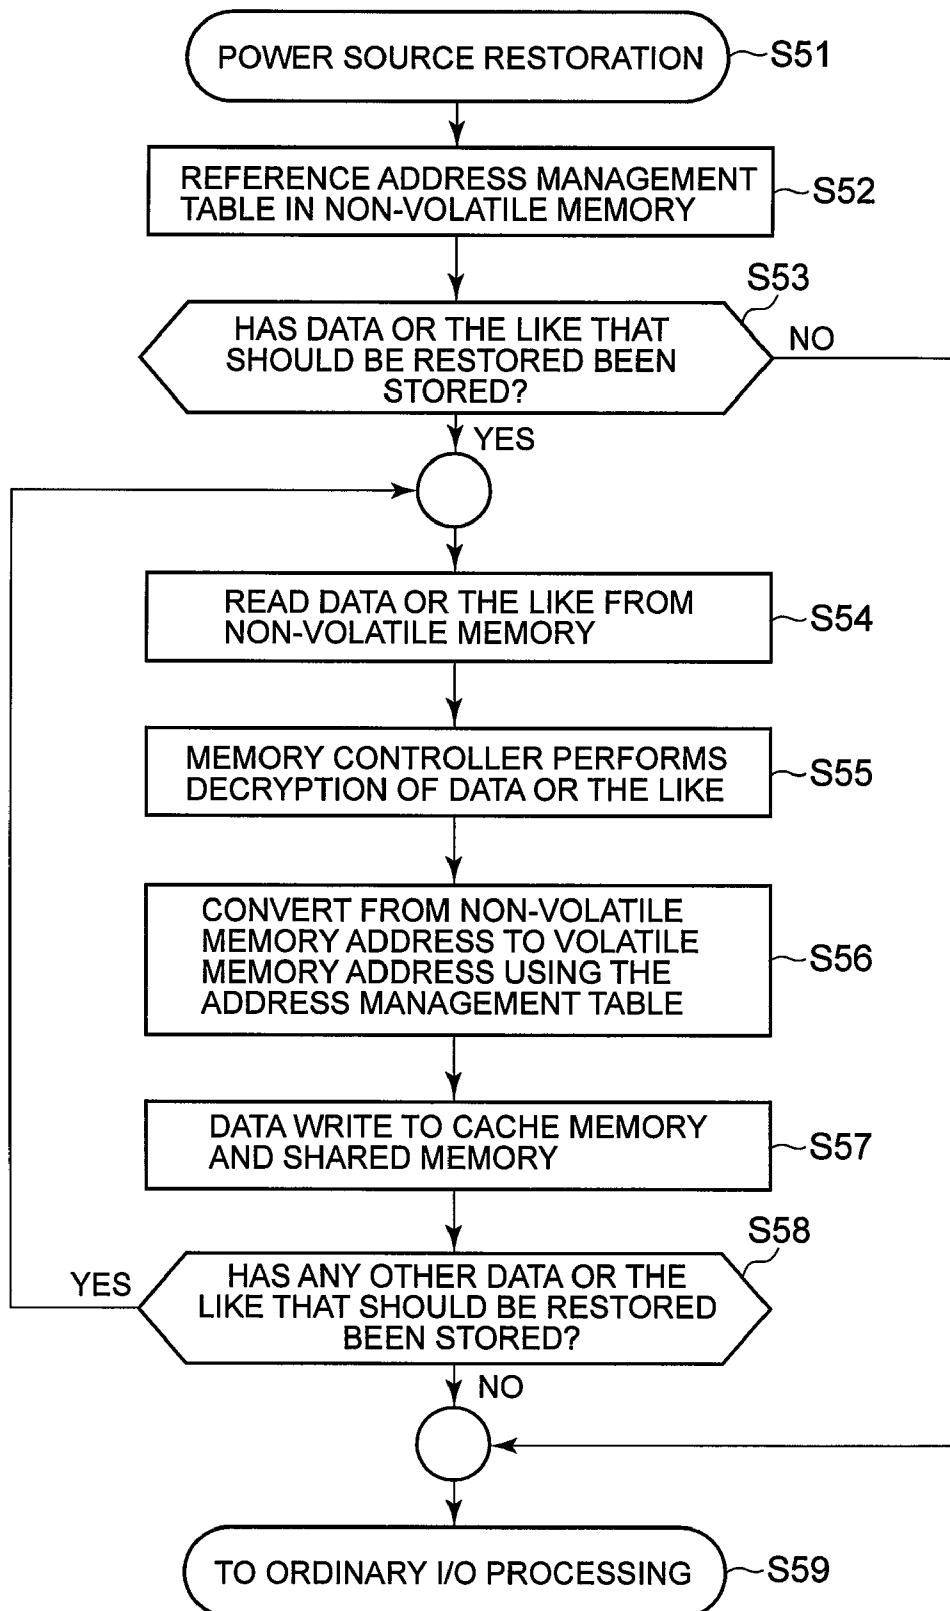 POWER SOURCE RESTORATION
S51
REFERENCE ADDRESS MANAGEMENT
TABLE IN NON-VOLATILE MEMORY
S52
S53
HAS DATA OR THE LIKE THAT
SHOULD BE RESTORED BEEN
STORED?
NO
YES
READ DATA OR THE LIKE FROM
NON-VOLATILE MEMORY
S54
MEMORY CONTROLLER PERFORMS
DECRYPTION OF DATA OR THE LIKE
S55
CONVERT FROM NON-VOLATILE
MEMORY ADDRESS TO VOLATILE
MEMORY ADDRESS USING THE
ADDRESS MANAGEMENT TABLE
S56
DATA WRITE TO CACHE MEMORY
AND SHARED MEMORY
S57
S58
YES
HAS ANY OTHER DATA OR THE
LIKE THAT SHOULD BE RESTORED
BEEN STORED?
NO
TO ORDINARY I/O PROCESSING
S59